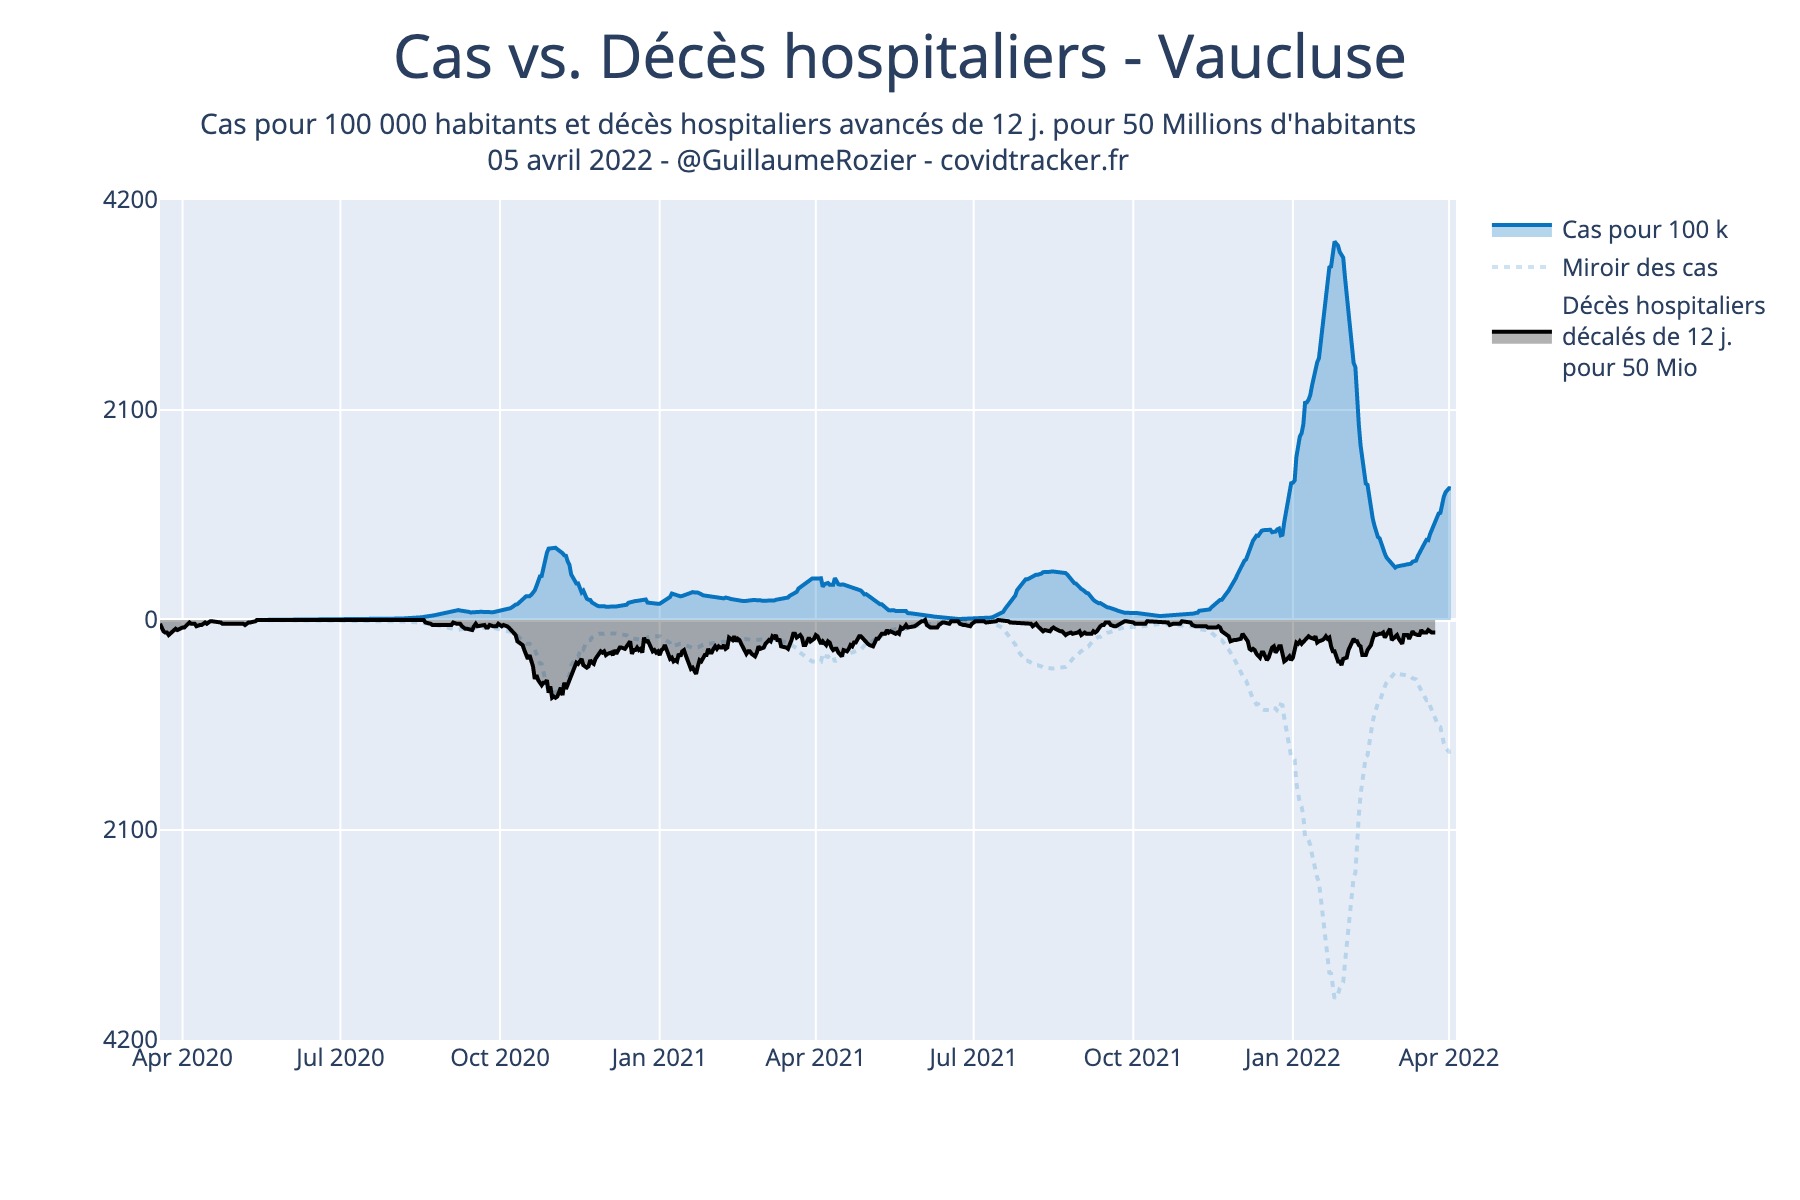 Cas vs. Décès hospitaliers - Vaucluse
Cas pour 100 000 habitants et décès hospitaliers avancés de 12 j. pour 50 Millions d'habitants
05 avril 2022 - @GuillaumeRozier - covidtracker.fr
4200
2100
0
2100
4200
Apr 2020
Jul 2020
Oct 2020
Jan 2021
Apr 2021
Jul 2021
Oct 2021
Jan 2022
Apr 2022
Cas pour 100 k
Miroir des cas
Décès hospitaliers
décalés de 12 j.
pour 50 Mio